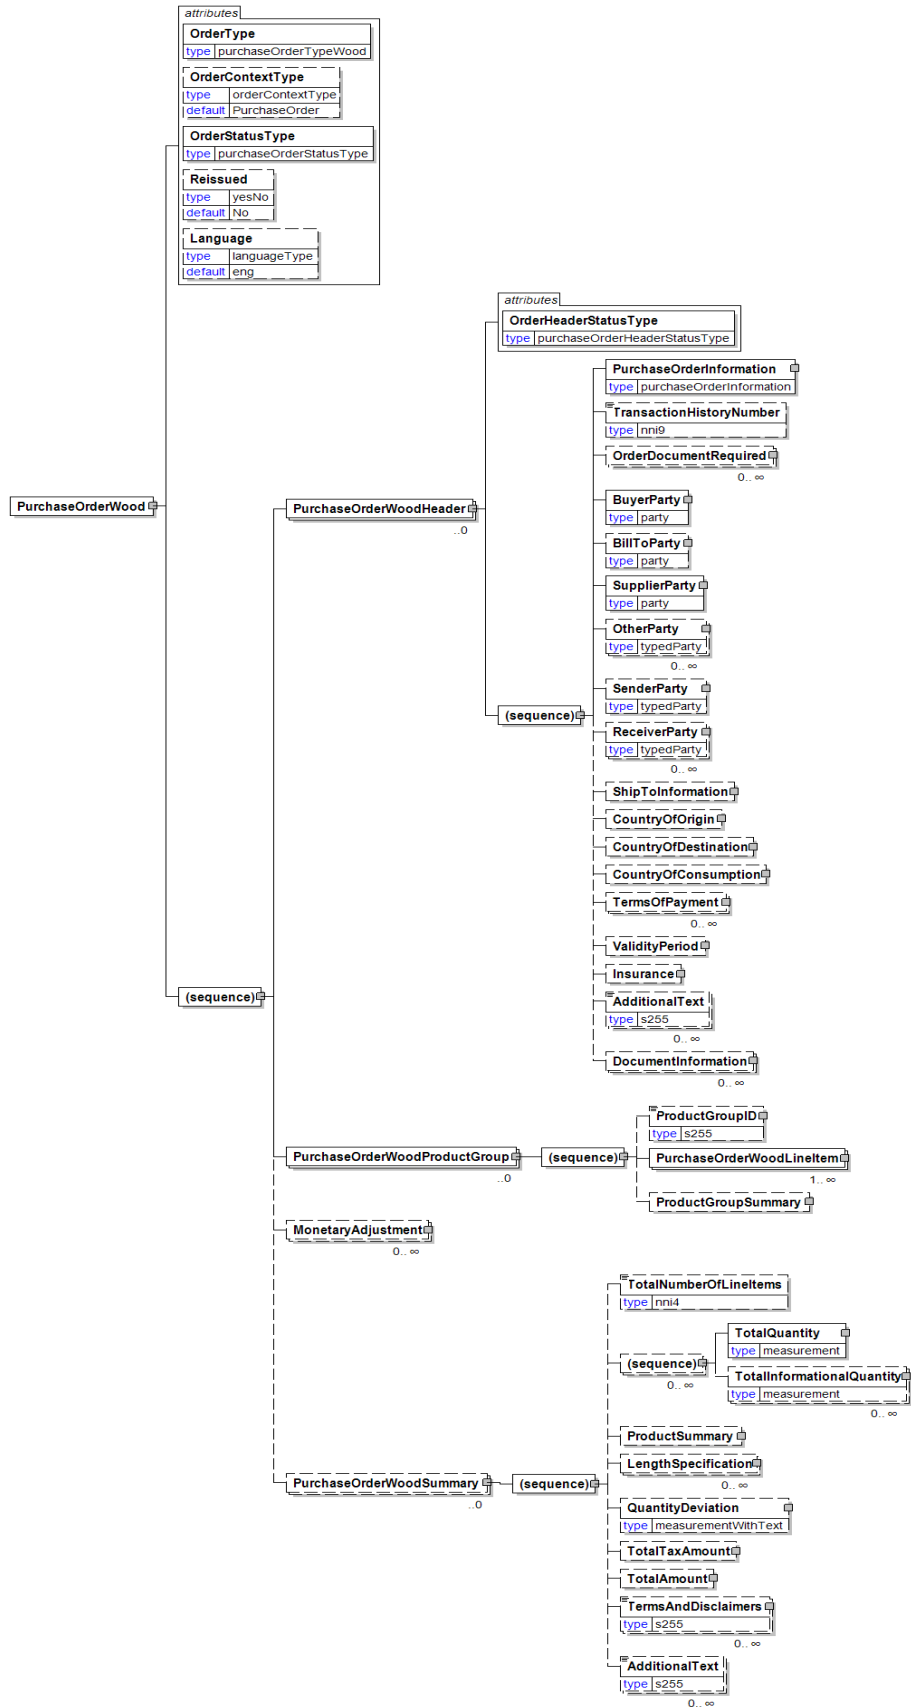 attributes
OrderType
type purchaseOrderTypeWood
OrderContextType
type orderContextType
default PurchaseOrder
OrderStatusType
type purchaseOrderStatusType
Reissued
type yesNo
default No
Language
type languageType
default eng
attributes
OrderHeaderStatusType
type purchaseOrderHeaderStatusType
PurchaseOrderInformation
type purchaseOrderInformation
TransactionHistoryNumber
type nni9
OrderDocumentRequired
0.. ∞
PurchaseOrderWood
PurchaseOrderWoodHeader
..0
BuyerParty
type party
BillToParty
type party
SupplierParty
type party
OtherParty
type typedParty
0.. ∞
SenderParty
type typedParty
(sequence)
ReceiverParty
type typedParty
0.. ∞
ShipToInformation
CountryOfOrigin
CountryOfDestination
CountryOfConsumption
TermsOfPayment
0.. ∞
ValidityPeriod
Insurance
(sequence)
AdditionalText
type s255
0.. ∞
DocumentInformation
0.. ∞
ProductGroupID
type s255
PurchaseOrderWoodProductGroup
..0
(sequence)
PurchaseOrderWoodLineItem
1.. ∞
ProductGroupSummary
MonetaryAdjustment
0.. ∞
TotalNumberOfLineItems
type nni4
TotalQuantity
type measurement
(sequence)
0.. ∞
TotalInformationalQuantity
type measurement
0.. ∞
ProductSummary
LengthSpecification
0.. ∞
PurchaseOrderWoodSummary
..0
(sequence)
QuantityDeviation
type measurementWithText
TotalTaxAmount
TotalAmount
TermsAndDisclaimers
type s255
0.. ∞
AdditionalText
type s255
0.. ∞